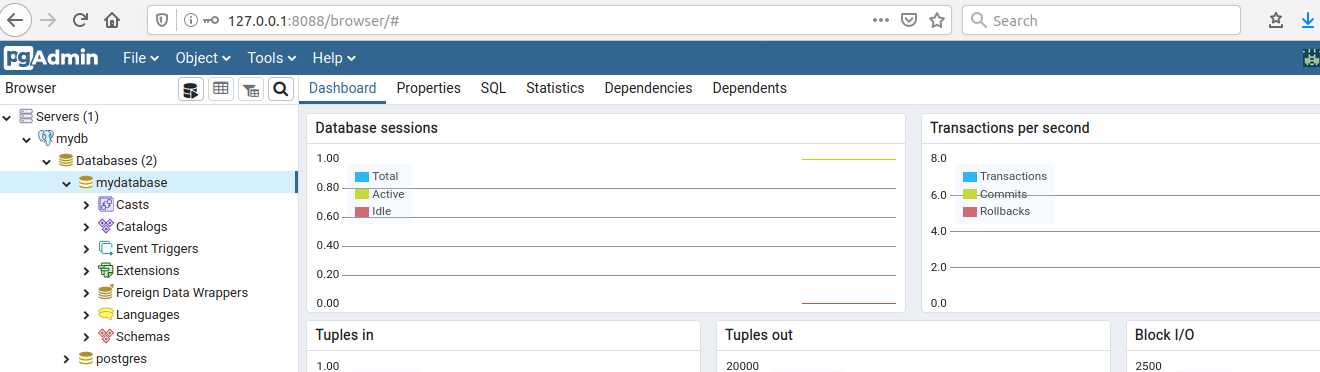 127.0.0.1:8088/browser/#
Search
pgAdmin File Object Tools Help
Browser
Dashboard Properties SQL Statistics Dependencies Dependents
Servers (1)
mydb
Databases (2)
mydatabase
Casts
Catalogs
Event Triggers
Extensions
Foreign Data Wrappers
Languages
Schemas
postgres
Database sessions
1.00
0.80
0.60
0.40
0.20
0.00
Total
Active
Idle
Transactions per second
8.0
6.0
4.0
2.0
0.0
Transactions
Commits
Rollbacks
Tuples in
1.00
Tuples out
20000
Block I/O
2500